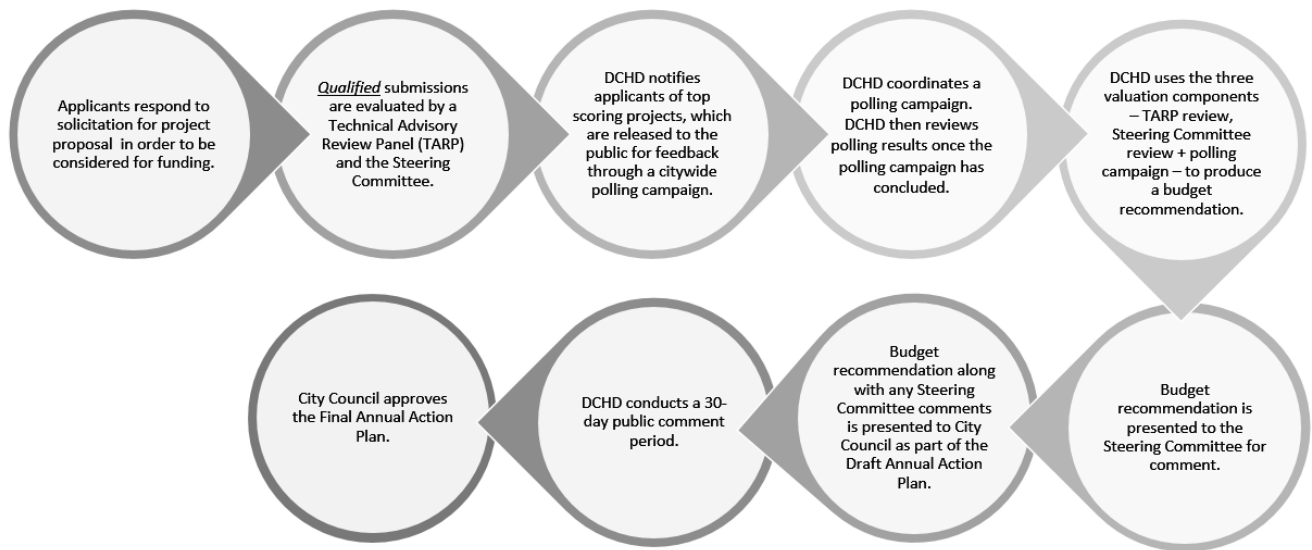 Applicants respond to
solicitation for project
proposal in order to be
considered for funding.
Qualified submissions
are evaluated by a
Technical Advisory
Review Panel (TARP)
and the Steering
Committee.
DCHD notifies
applicants of top
scoring projects, which
are released to the
public for feedback
through a citywide
polling campaign.
DCHD coordinates a
polling campaign.
DCHD then reviews
polling results once the
polling campaign has
concluded.
DCHD uses the three
valuation components
– TARP review,
Steering Committee
review + polling
campaign – to produce
a budget
recommendation.
Budget
recommendation is
presented to the
Steering Committee for
comment.
Budget
recommendation along
with any Steering
Committee comments
is presented to City
Council as part of the
Draft Annual Action
Plan.
DCHD conducts a 30-
day public comment
period.
City Council approves
the Final Annual Action
Plan.